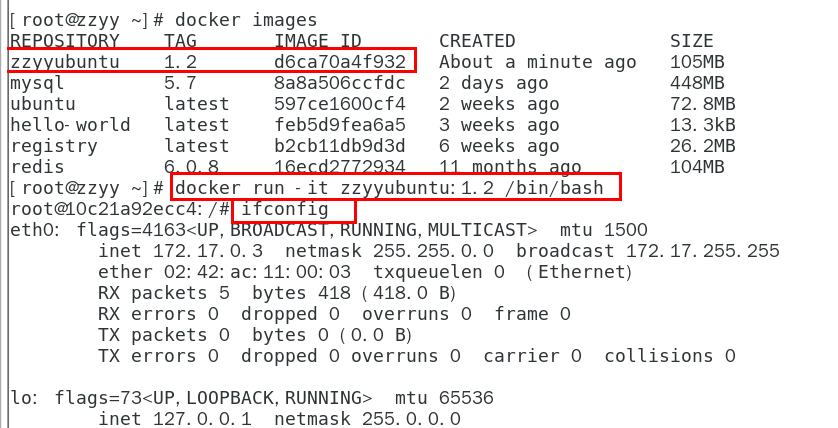 [root@zzyy ~]# docker images
REPOSITORY TAG IMAGE ID CREATED SIZE
zzyyubuntu 1.2 d6ca70a4f932 About a minute ago 105MB
mysql 5.7 8a8a506ccfdc 2 days ago 448MB
ubuntu latest 597ce1600cf4 2 weeks ago 72.8MB
hello-world latest feb5d9fea6a5 3 weeks ago 13.3kB
registry latest b2cb11db9d3d 6 weeks ago 26.2MB
redis 6.0.8 16ecd2772934 11 months ago 104MB
[root@zzyy ~]# docker run -it zzyyubuntu:1.2 /bin/bash
root@10c21a92ecc4:/# ifconfig
eth0: flags=4163<UP,BROADCAST,RUNNING,MULTICAST> mtu 1500
inet 172.17.0.3 netmask 255.255.0.0 broadcast 172.17.255.255
ether 02:42:ac:11:00:03 txqueuelen 0 (Ethernet)
RX packets 5 bytes 418 (418.0 B)
RX errors 0 dropped 0 overruns 0 frame 0
TX packets 0 bytes 0 (0.0 B)
TX errors 0 dropped 0 overruns 0 carrier 0 collisions 0
lo: flags=73<UP,LOOPBACK,RUNNING> mtu 65536
inet 127.0.0.1 netmask 255.0.0.0